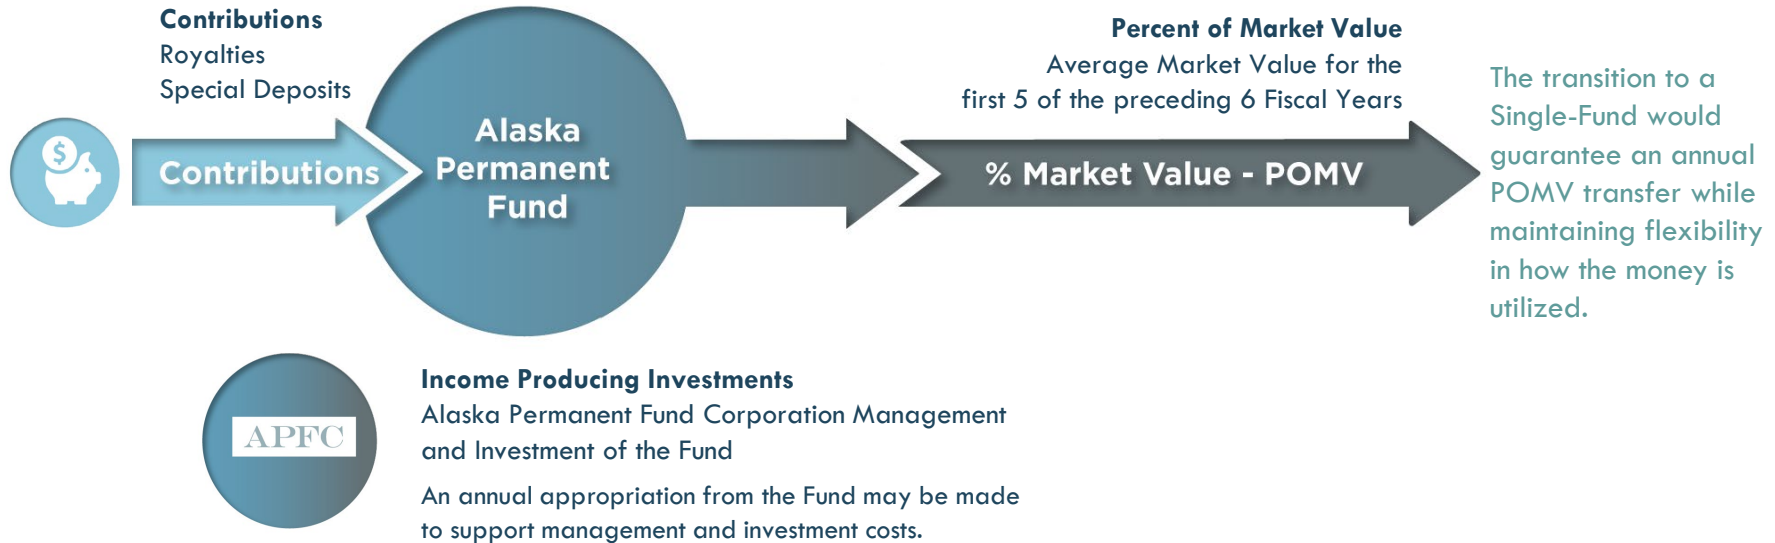 Contributions
Royalties
Special Deposits
$
Contributions
Alaska
Permanent
Fund
Percent of Market Value
Average Market Value for the
first 5 of the preceding 6 Fiscal Years
% Market Value - POMV
The transition to a
Single-Fund would
guarantee an annual
POMV transfer while
maintaining flexibility
in how the money is
utilized.
APFC
Income Producing Investments
Alaska Permanent Fund Corporation Management
and Investment of the Fund
An annual appropriation from the Fund may be made
to support management and investment costs.